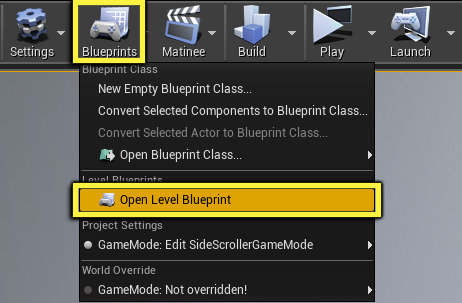 Settings Blueprints Matinee Build Play Launch
Blueprint Class
New Empty Blueprint Class...
Convert Selected Components to Blueprint Class...
Convert Selected Actor to Blueprint Class...
Open Blueprint Class...
Level Blueprints
Open Level Blueprint
Project Settings
GameMode: Edit SideScrollerGameMode
World Override
GameMode: Not overridden!